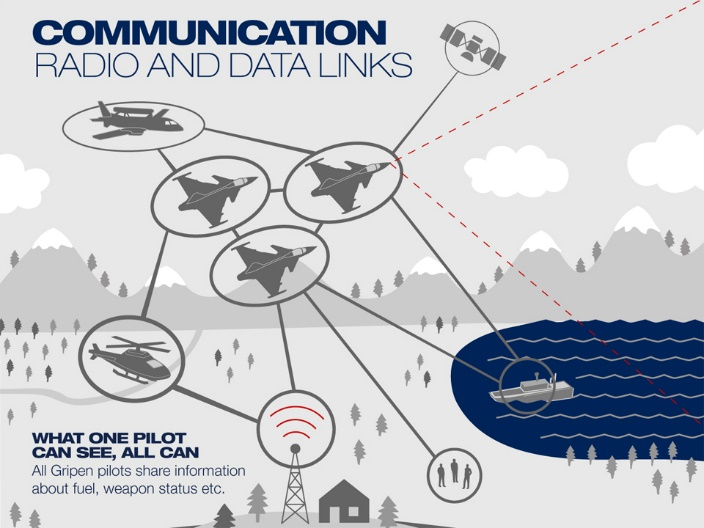 COMMUNICATION
RADIO AND DATA LINKS
WHAT ONE PILOT
CAN SEE, ALL CAN
All Gripen pilots share information
about fuel, weapon status etc.